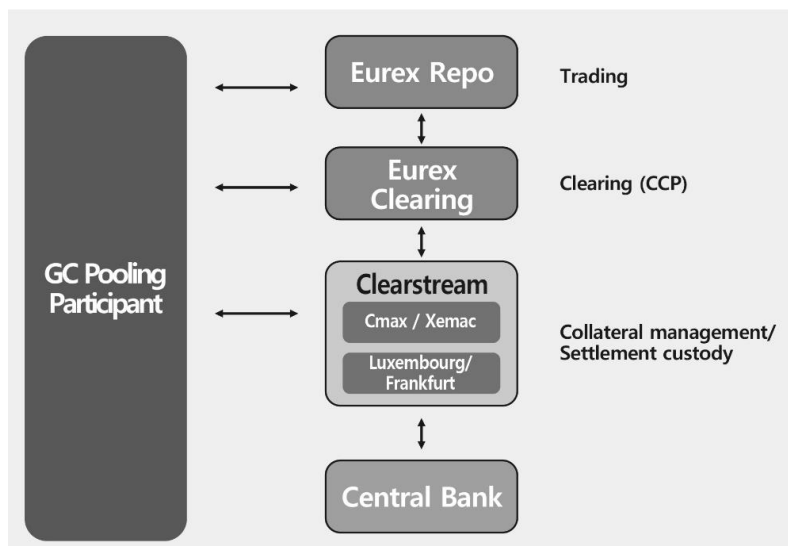 GC Pooling
Participant
Eurex Repo
Trading
Eurex
Clearing
Clearing (CCP)
Clearstream
Cmax / Xemac
Luxembourg/
Frankfurt
Collateral management/
Settlement custody
Central Bank